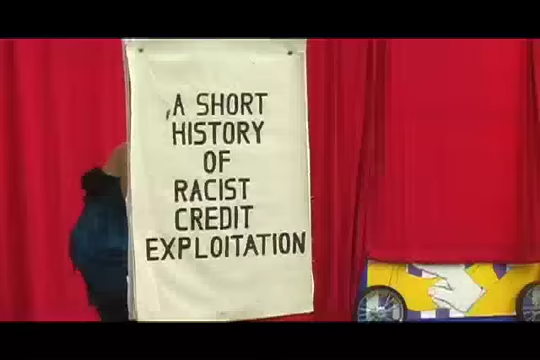 A SHORT
HISTORY
OF
RACIST
CREDIT
EXPLOITATION